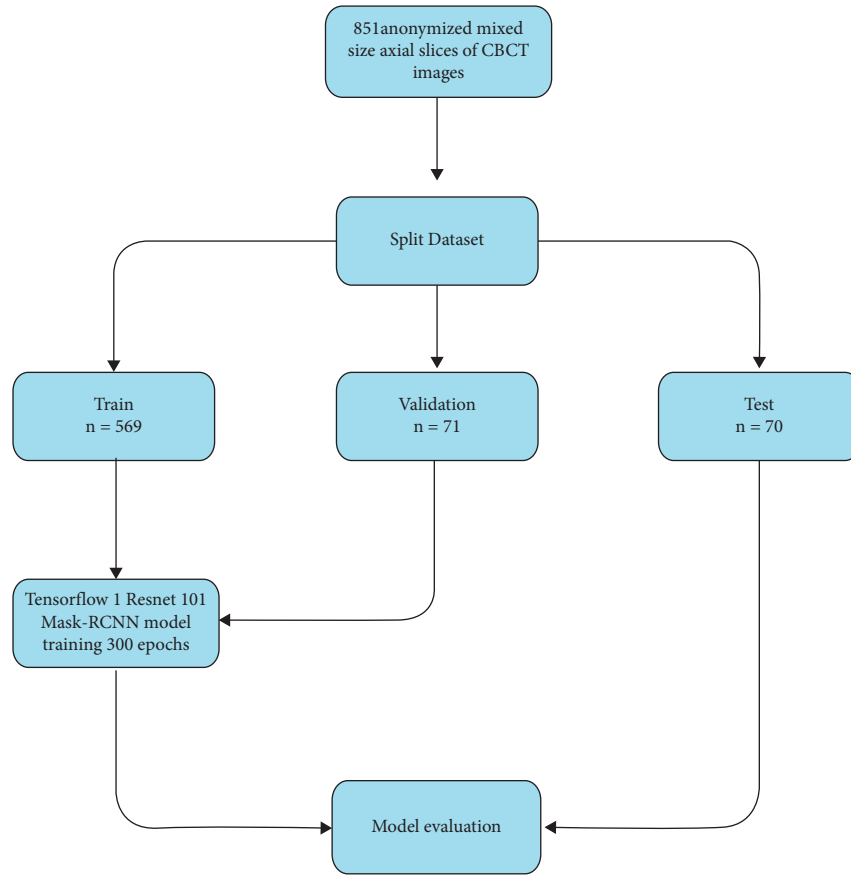 851anonymized mixed
size axial slices of CBCT
images
Split Dataset
Train
n = 569
Validation
n = 71
Test
n = 70
Tensorflow 1 Resnet 101
Mask-RCNN model
training 300 epochs
Model evaluation